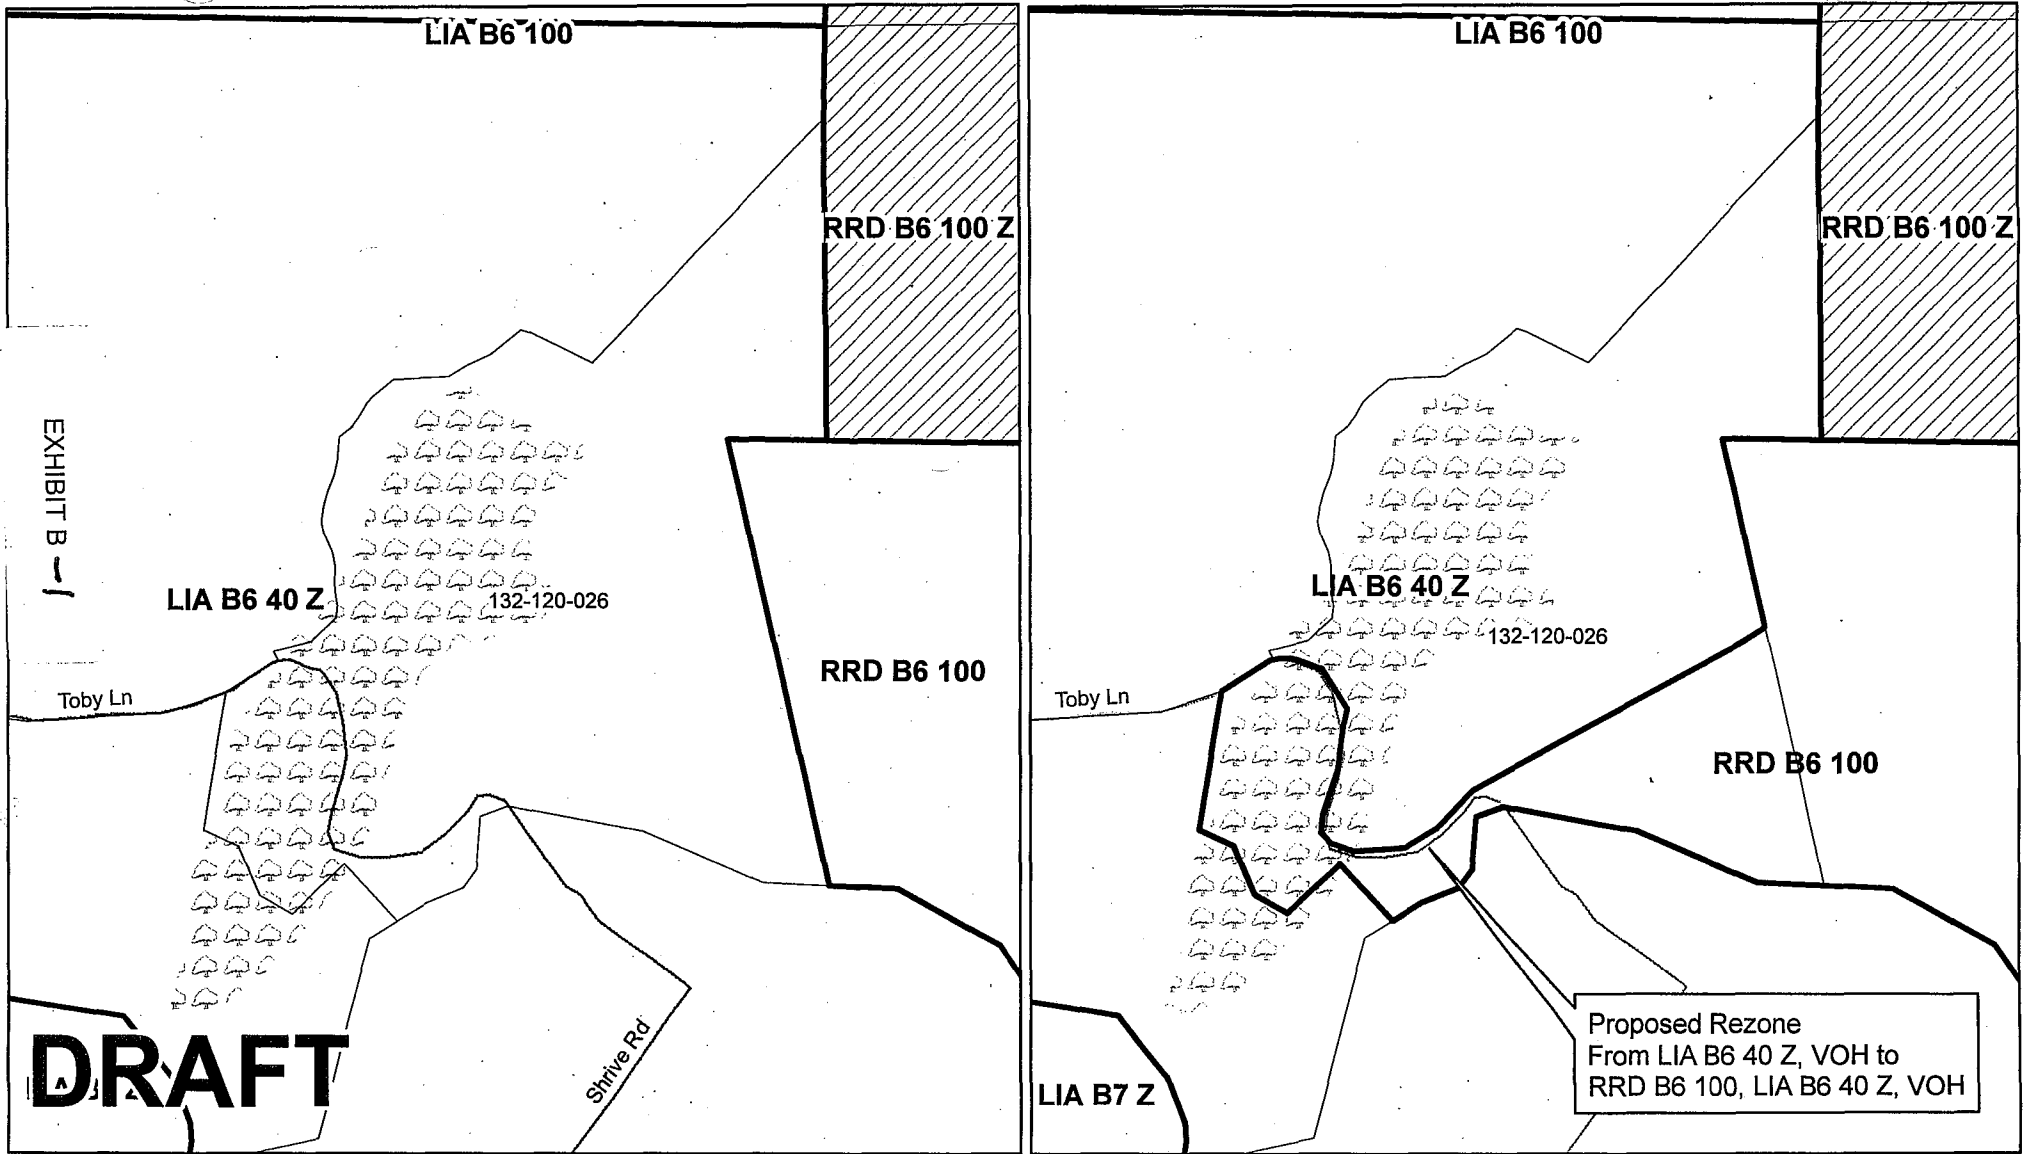 LIA B6 100
RRD B6 100 Z
EXHIBIT B -1
LIA B6 40 Z
132-120-026
RRD B6 100
Toby Ln
Shrive Rd
DRAFT
LIA B6 100
RRD B6 100 Z
LIA B6 40 Z
132-120-026
Toby Ln
RRD B6 100
LIA B7 Z
Proposed Rezone
From LIA B6 40 Z, VOH to
RRD B6 100, LIA B6 40 Z, VOH